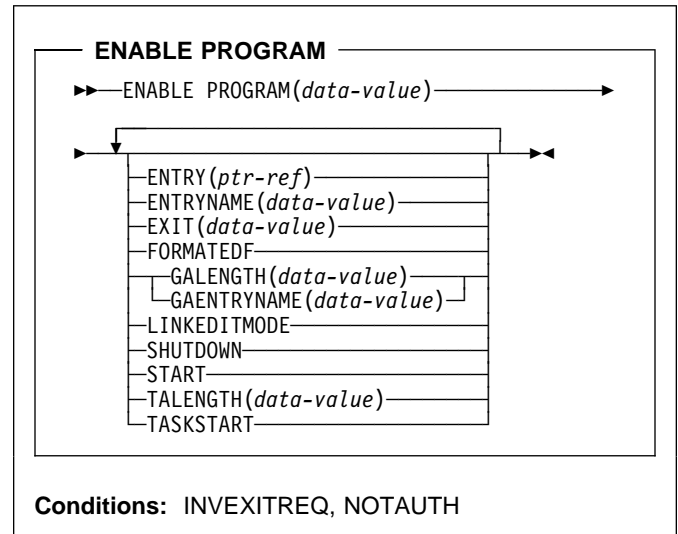 ENABLE PROGRAM
ENABLE PROGRAM(data-value)
ENTRY(ptr-ref)
ENTRYNAME(data-value)
EXIT(data-value)
FORMATEDF
GALENGTH(data-value)
GAENTRYNAME(data-value)
LINKEDITMODE
SHUTDOWN
START
TALENGTH(data-value)
TASKSTART
Conditions: INVEXITREQ, NOTAUTH